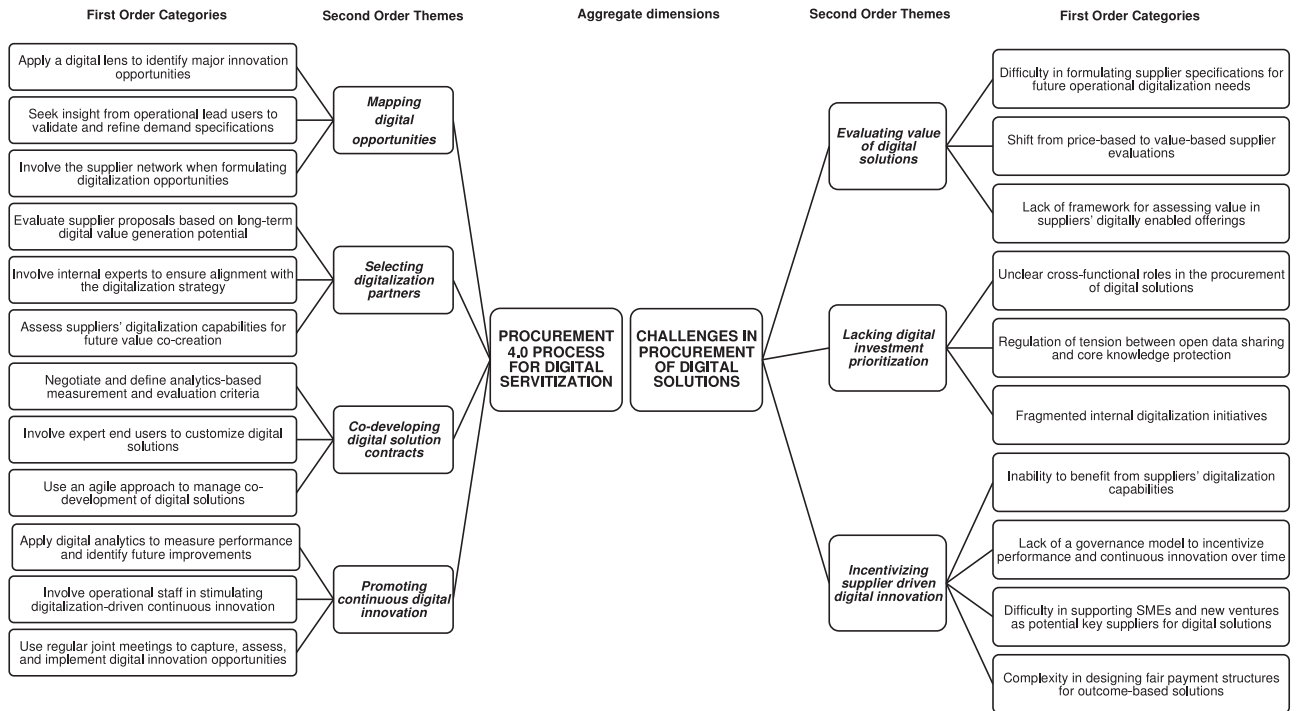 First Order Categories
Second Order Themes
Aggregate dimensions
Second Order Themes
First Order Categories
Apply a digital lens to identify major innovation
opportunities
Seek insight from operational lead users to
validate and refine demand specifications
Involve the supplier network when formulating
digitalization opportunities
Evaluate supplier proposals based on long-term
digital value generation potential
Involve internal experts to ensure alignment with
the digitalization strategy
Assess suppliers' digitalization capabilities for
future value co-creation
Negotiate and define analytics-based
measurement and evaluation criteria
Involve expert end users to customize digital
solutions
Use an agile approach to manage co-
development of digital solutions
Apply digital analytics to measure performance
and identify future improvements
Involve operational staff in stimulating
digitalization-driven continuous innovation
Use regular joint meetings to capture, assess,
and implement digital innovation opportunities
Mapping
digital
opportunities
Selecting
digitalization
partners
Co-developing
digital solution
contracts
Promoting
continuous digital
innovation
PROCUREMENT
4.0 PROCESS
FOR DIGITAL
SERVITIZATION
CHALLENGES IN
PROCUREMENT
OF DIGITAL
SOLUTIONS
Evaluating value
of digital
solutions
Lacking digital
investment
prioritization
Incentivizing
supplier driven
digital innovation
Difficulty in formulating supplier specifications for
future operational digitalization needs
Shift from price-based to value-based supplier
evaluations
Lack of framework for assessing value in
suppliers' digitally enabled offerings
Unclear cross-functional roles in the procurement
of digital solutions
Regulation of tension between open data sharing
and core knowledge protection
Fragmented internal digitalization initiatives
Inability to benefit from suppliers' digitalization
capabilities
Lack of a governance model to incentivize
performance and continuous innovation over time
Difficulty in supporting SMEs and new ventures
as potential key suppliers for digital solutions
Complexity in designing fair payment structures
for outcome-based solutions